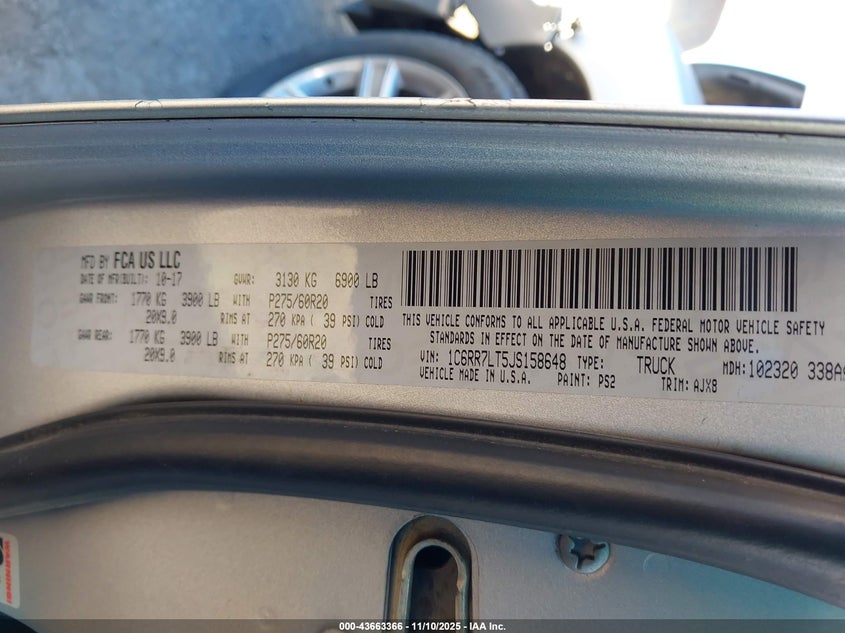 MFD BY FCA US LLC
DATE OF MFR(BUILT): 10-17 GVWR: 3130 KG 6900 LB
GAWR FRONT: 1770 KG 3900 LB WITH P275/60R20 TIRES
20X9.0 RIMS AT 270 KPA ( 39 PSI) COLD
GAWR REAR: 1770 KG 3900 LB WITH P275/60R20 TIRES
20X9.0 RIMS AT 270 KPA ( 39 PSI) COLD
THIS VEHICLE CONFORMS TO ALL APPLICABLE U.S.A. FEDERAL MOTOR VEHICLE SAFETY
STANDARDS IN EFFECT ON THE DATE OF MANUFACTURE SHOWN ABOVE.
VIN: 1C6RR7LT5JS158648 TYPE: TRUCK MDH: 102320 338A
VEHICLE MADE IN U.S.A. PAINT: PS2 TRIM: AJX8
WARNING!
000-43663366 - 11/10/2025 - IAA Inc.